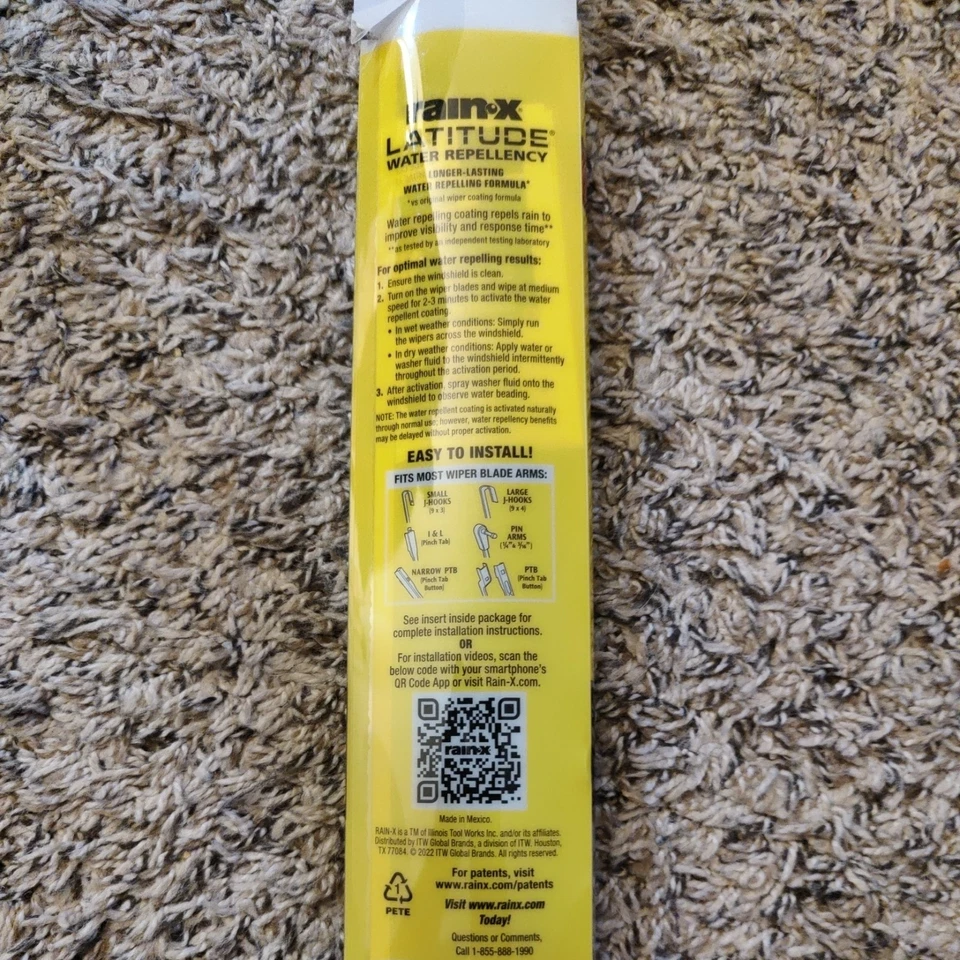 rain-x
LATITUDE®
WATER REPELLENCY
LONGER-LASTING
WATER REPELLING FORMULA*
*vs original wiper coating formula
Water repelling coating repels rain to
improve visibility and response time**
**as tested by an independent testing laboratory
For optimal water repelling results:
1. Ensure the windshield is clean.
2. Turn on the wiper blades and wipe at medium
speed for 2-3 minutes to activate the water
repellent coating
• In wet weather conditions: Simply run
the wipers across the windshield.
• In dry weather conditions: Apply water or
washer fluid to the windshield intermittently
throughout the activation period.
3. After activation, spray washer fluid onto the
windshield to observe water beading.
NOTE: The water repellent coating is activated naturally
through normal use; however, water repellency benefits
may be delayed without proper activation.
EASY TO INSTALL!
FITS MOST WIPER BLADE ARMS:
SMALL
J-HOOKS
(9 x 3)
LARGE
J-HOOKS
(9 x 4)
I & L
(Pinch Tab)
PIN
ARMS
(1/4" x 3/16")
NARROW PTB
(Pinch Tab
Button)
PTB
(Pinch Tab
Button)
See insert inside package for
complete installation instructions.
OR
For installation videos, scan the
below code with your smartphone's
QR Code App or visit Rain-X.com.
rain-x
Made in Mexico.
RAIN-X is a TM of Illinois Tool Works Inc. and/or its affiliates.
Distributed by ITW Global Brands, a division of ITW. Houston,
TX 77084. © 2022 ITW Global Brands. All rights reserved.
For patents, visit
www.rainx.com/patents
1
PETE
Visit www.rainx.com
Today!
Questions or Comments,
Call 1-855-888-1990